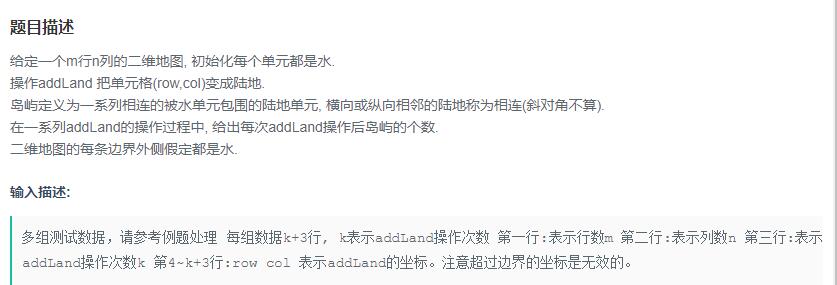 题目描述
给定一个m行n列的二维地图, 初始化每个单元都是水.
操作addLand 把单元格(row,col)变成陆地.
岛屿定义为一系列相连的被水单元包围的陆地单元, 横向或纵向相邻的陆地称为相连(斜对角不算).
在一系列addLand的操作过程中, 给出每次addLand操作后岛屿的个数.
二维地图的每条边界外侧假定都是水.
输入描述:
多组测试数据，请参考例题处理 每组数据k+3行, k表示addLand操作次数 第一行:表示行数m 第二行:表示列数n 第三行:表示
addLand操作次数k 第4~k+3行:row col 表示addLand的坐标。注意超过边界的坐标是无效的。